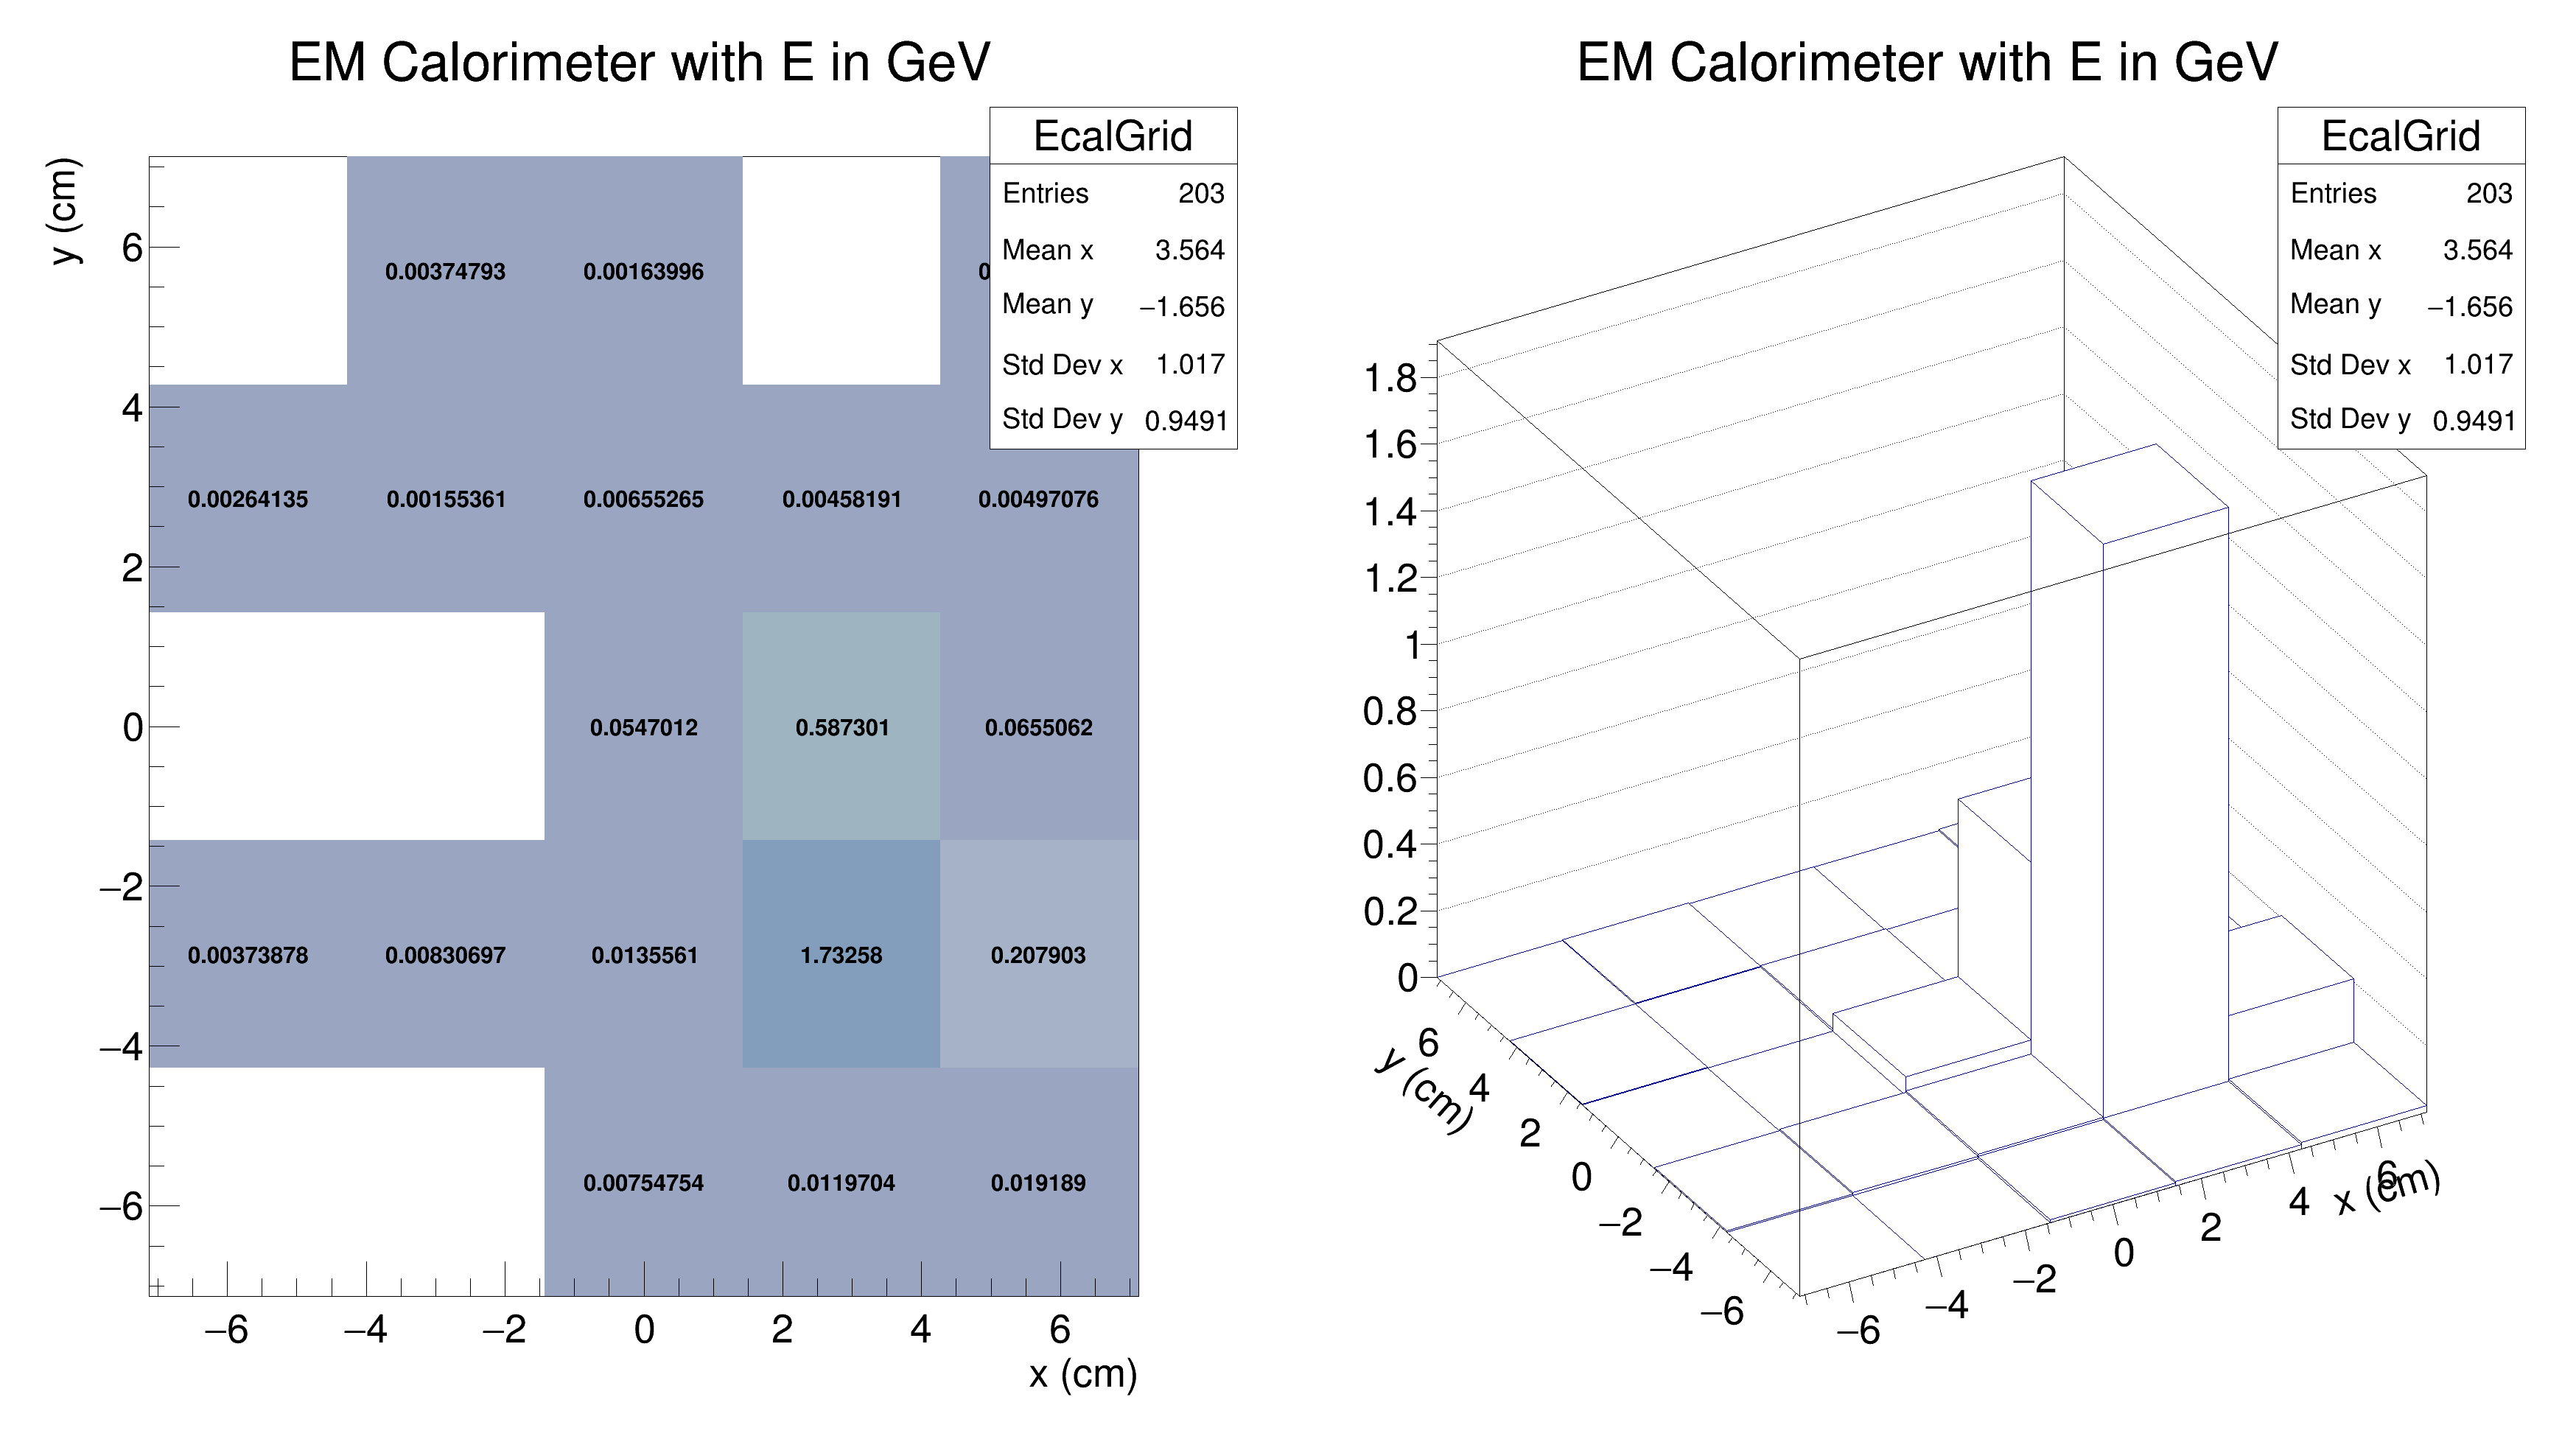 EM Calorimeter with E in GeV
EcalGrid
Entries 203
Mean x 3.564
Mean y −1.656
Std Dev x 1.017
Std Dev y 0.9491
y (cm)
6
4
2
0
−2
−4
−6
0.00374793 0.00163996 0
0.00264135 0.00155361 0.00655265 0.00458191 0.00497076
0.0547012 0.587301 0.0655062
0.00373878 0.00830697 0.0135561 1.73258 0.207903
0.00754754 0.0119704 0.019189
−6 −4 −2 0 2 4 6
x (cm)
EM Calorimeter with E in GeV
EcalGrid
Entries 203
Mean x 3.564
Mean y −1.656
Std Dev x 1.017
Std Dev y 0.9491
1.8
1.6
1.4
1.2
1
0.8
0.6
0.4
0.2
0
y (cm)
6
4
2
0
−2
−4
−6
−6 −4 −2 0 2 4 6
x (cm)